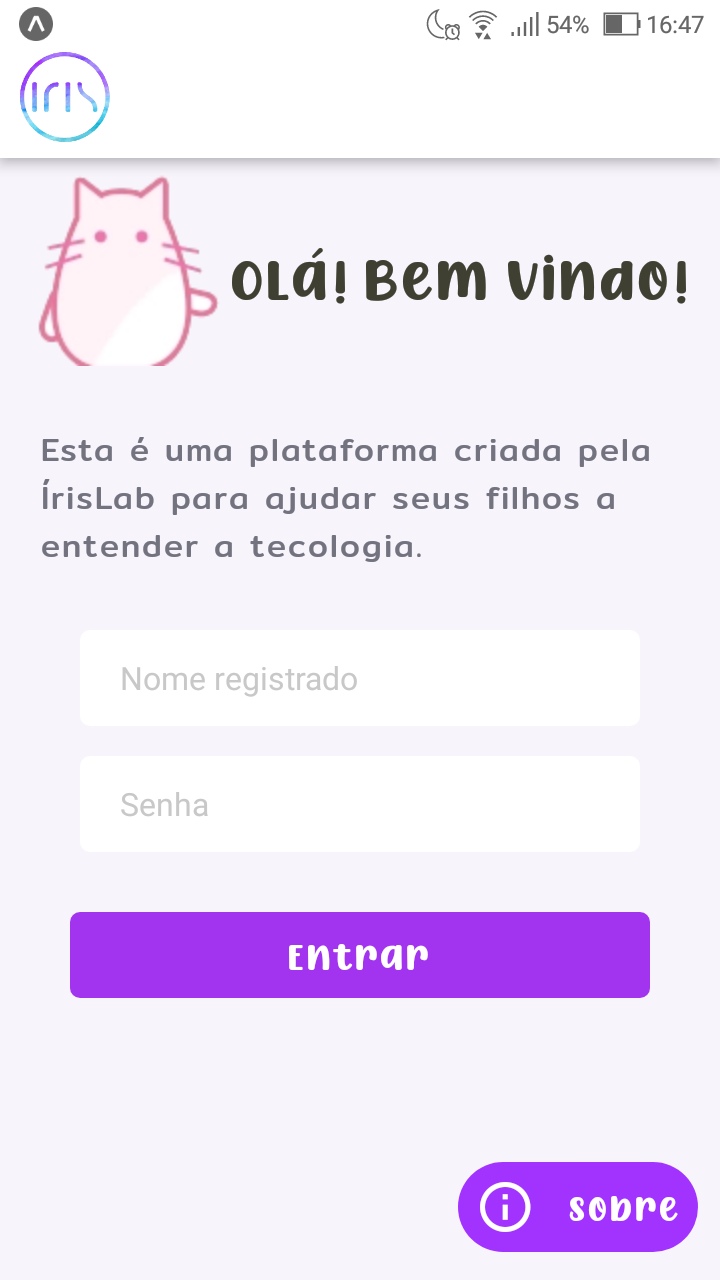 54% 16:47
iris
Olá! Bem Vindo!
Esta é uma plataforma criada pela
ÍrisLab para ajudar seus filhos a
entender a tecologia.
Nome registrado
Senha
Entrar
sobre